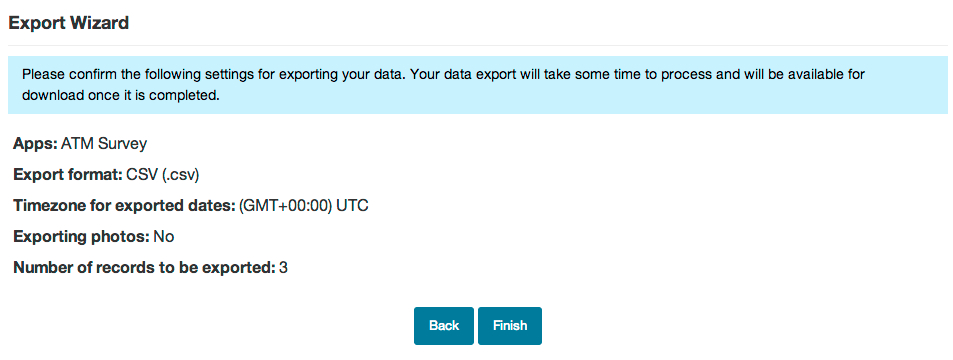 Export Wizard
Please confirm the following settings for exporting your data. Your data export will take some time to process and will be available for
download once it is completed.
Apps: ATM Survey
Export format: CSV (.csv)
Timezone for exported dates: (GMT+00:00) UTC
Exporting photos: No
Number of records to be exported: 3
Back Finish